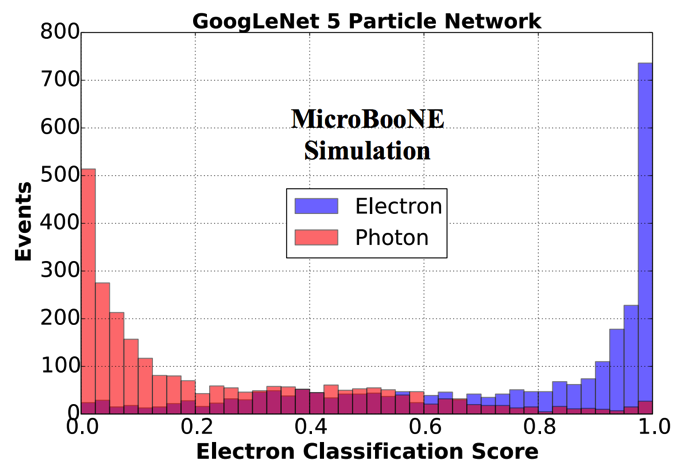 GoogLeNet 5 Particle Network
800
700
600
500
400
300
200
100
0
Events
MicroBooNE
Simulation
Electron
Photon
0.0 0.2 0.4 0.6 0.8 1.0
Electron Classification Score